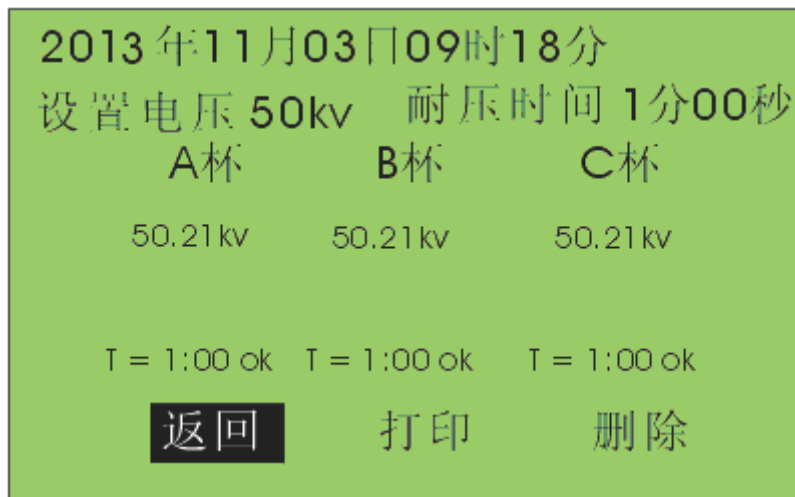 2013年11月03日09时18分
设置电压 50kv 耐压时间 1分00秒
A杯 B杯 C杯
50.21kv 50.21kv 50.21kv
T = 1:00 ok T = 1:00 ok T = 1:00 ok
返回 打印 删除